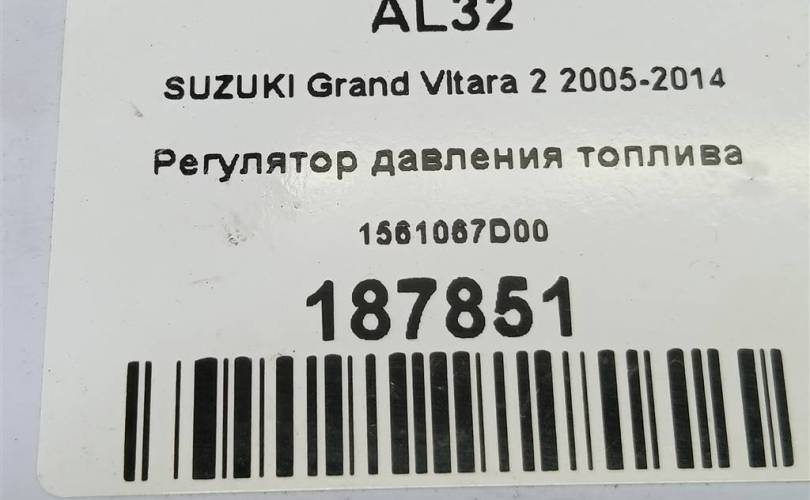 AL32
SUZUKI Grand VItara 2 2005-2014
Регулятор давления топлива
1561067D00
187851